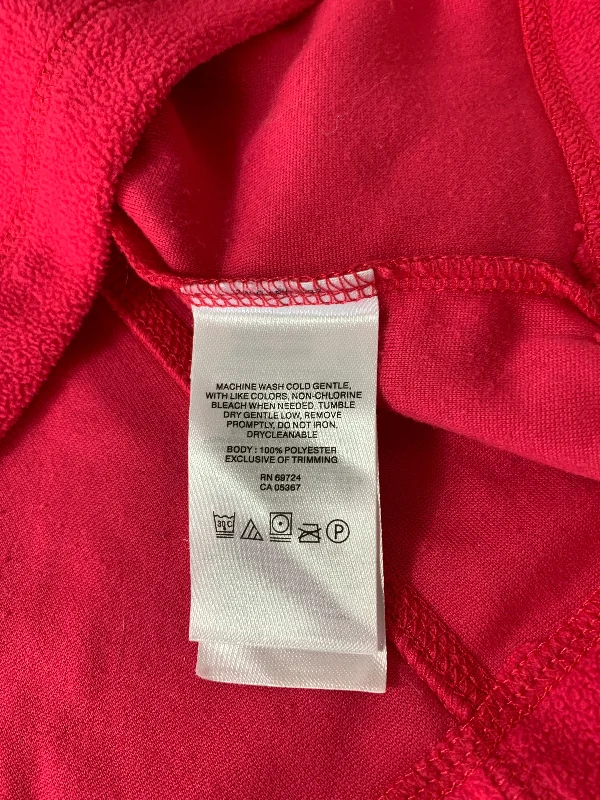 MACHINE WASH COLD GENTLE,
WITH LIKE COLORS, NON-CHLORINE
BLEACH WHEN NEEDED, TUMBLE
DRY GENTLE LOW, REMOVE
PROMPTLY, DO NOT IRON.
DRYCLEANABLE
BODY : 100% POLYESTER
EXCLUSIVE OF TRIMMING
RN 69724
CA 05367
30 C P